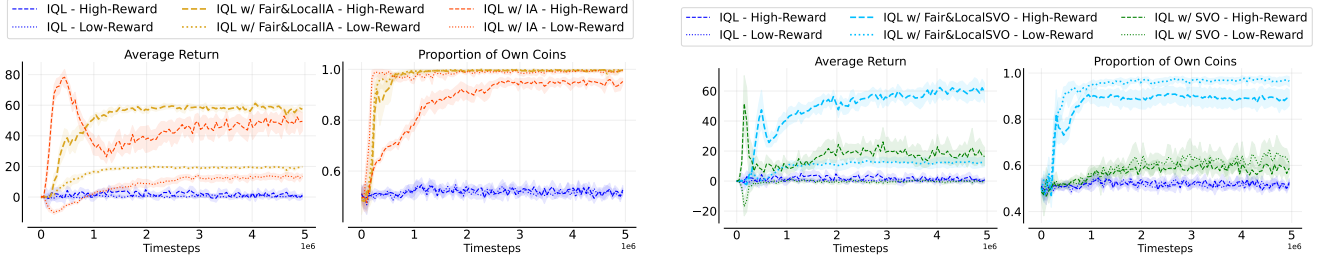 IQL - High-Reward IQL w/ Fair&LocalIA - High-Reward IQL w/ IA - High-Reward
IQL - Low-Reward IQL w/ Fair&LocalIA - Low-Reward IQL w/ IA - Low-Reward
Average Return Proportion of Own Coins
80
60
40
20
0
1.0
0.8
0.6
0 1 2 3 4 5
Timesteps 1e6
0 1 2 3 4 5
Timesteps 1e6
IQL - High-Reward IQL w/ Fair&LocalSVO - High-Reward IQL w/ SVO - High-Reward
IQL - Low-Reward IQL w/ Fair&LocalSVO - Low-Reward IQL w/ SVO - Low-Reward
Average Return Proportion of Own Coins
60
40
20
0
−20
1.0
0.8
0.6
0.4
0 1 2 3 4 5
Timesteps 1e6
0 1 2 3 4 5
Timesteps 1e6